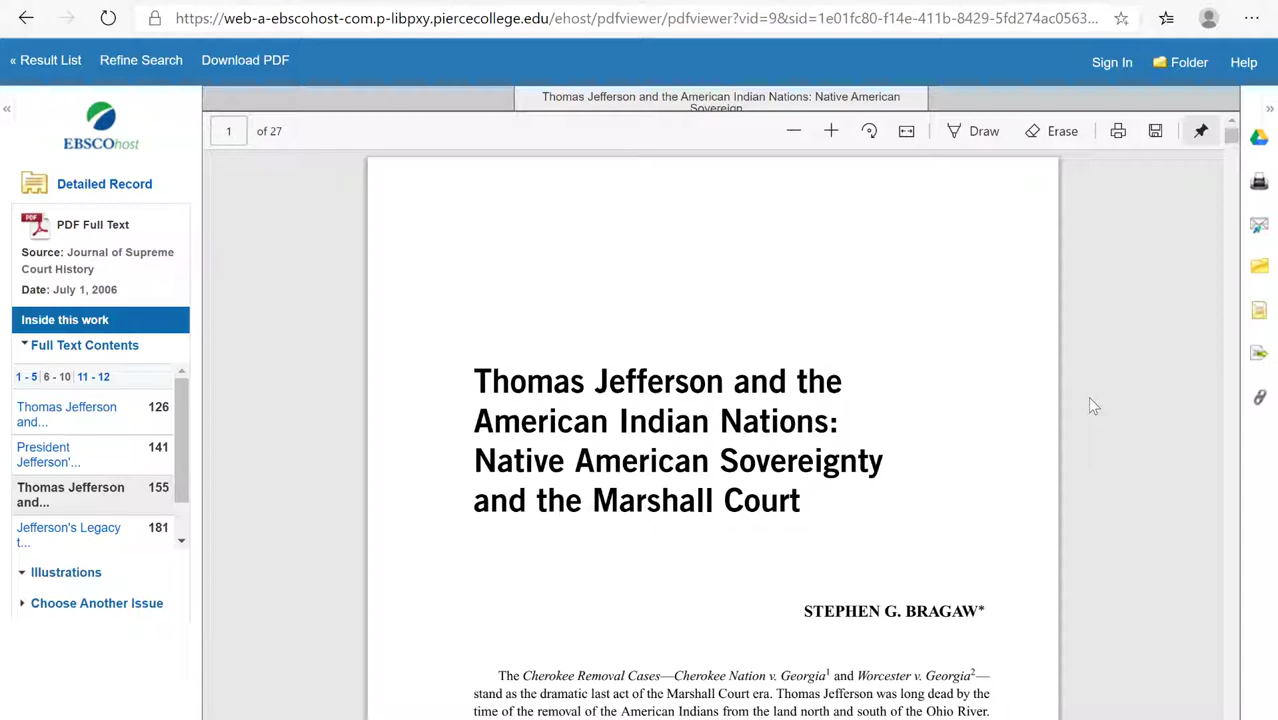 https://web-a-ebscohost-com.p-libpxy.piercecollege.edu/ehost/pdfviewer/pdfviewer?vid=9&sid=1e01fc80-f14e-411b-8429-5fd274ac0563...
« Result List Refine Search Download PDF
Sign In Folder Help
«
»
Thomas Jefferson and the American Indian Nations: Native American
Sovereign
1 of 27
Draw Erase
EBSCOhost
Detailed Record
PDF
PDF Full Text
Source: Journal of Supreme
Court History
Date: July 1, 2006
Inside this work
Full Text Contents
1 - 5 | 6 - 10 | 11 - 12
Thomas Jefferson 126
and...
President 141
Jefferson'...
Thomas Jefferson 155
and...
Jefferson's Legacy 181
t...
Illustrations
Choose Another Issue
Thomas Jefferson and the
American Indian Nations:
Native American Sovereignty
and the Marshall Court
STEPHEN G. BRAGAW*
The Cherokee Removal Cases—Cherokee Nation v. Georgia1 and Worcester v. Georgia2—
stand as the dramatic last act of the Marshall Court era. Thomas Jefferson was long dead by the
time of the removal of the American Indians from the land north and south of the Ohio River.